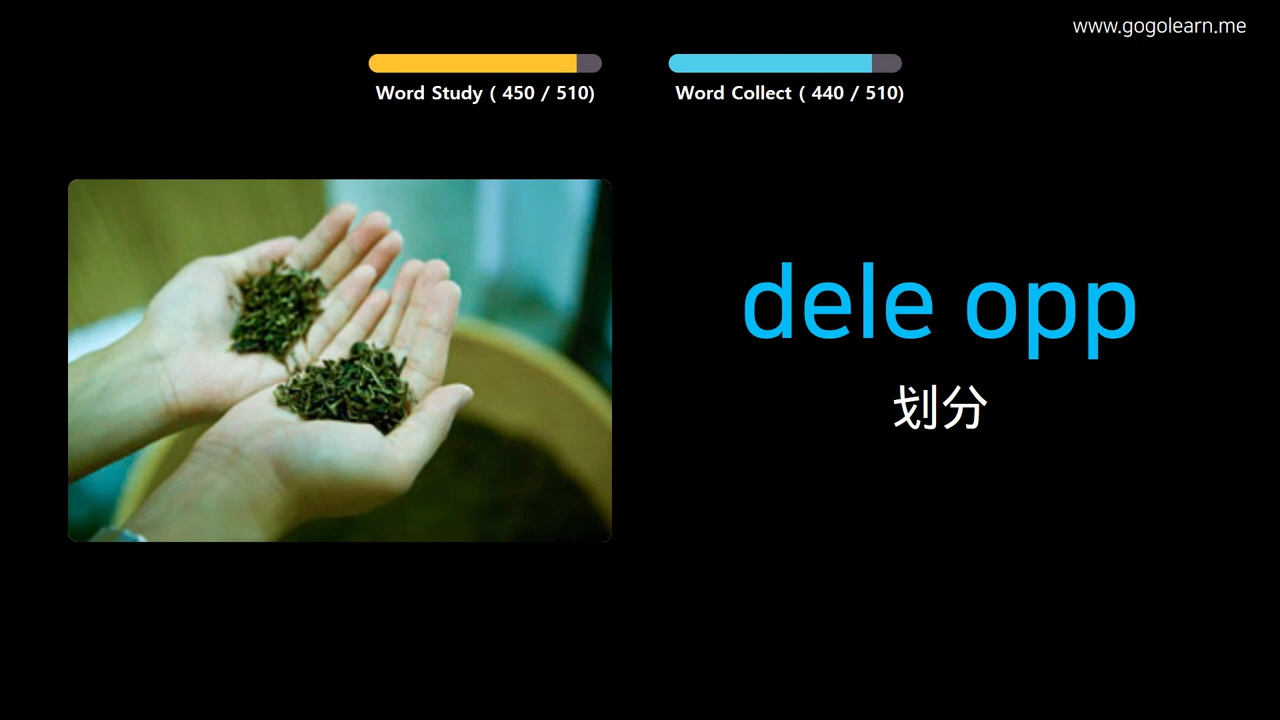 www.gogolearn.me
Word Study ( 450 / 510)
Word Collect ( 440 / 510)
dele opp
划分